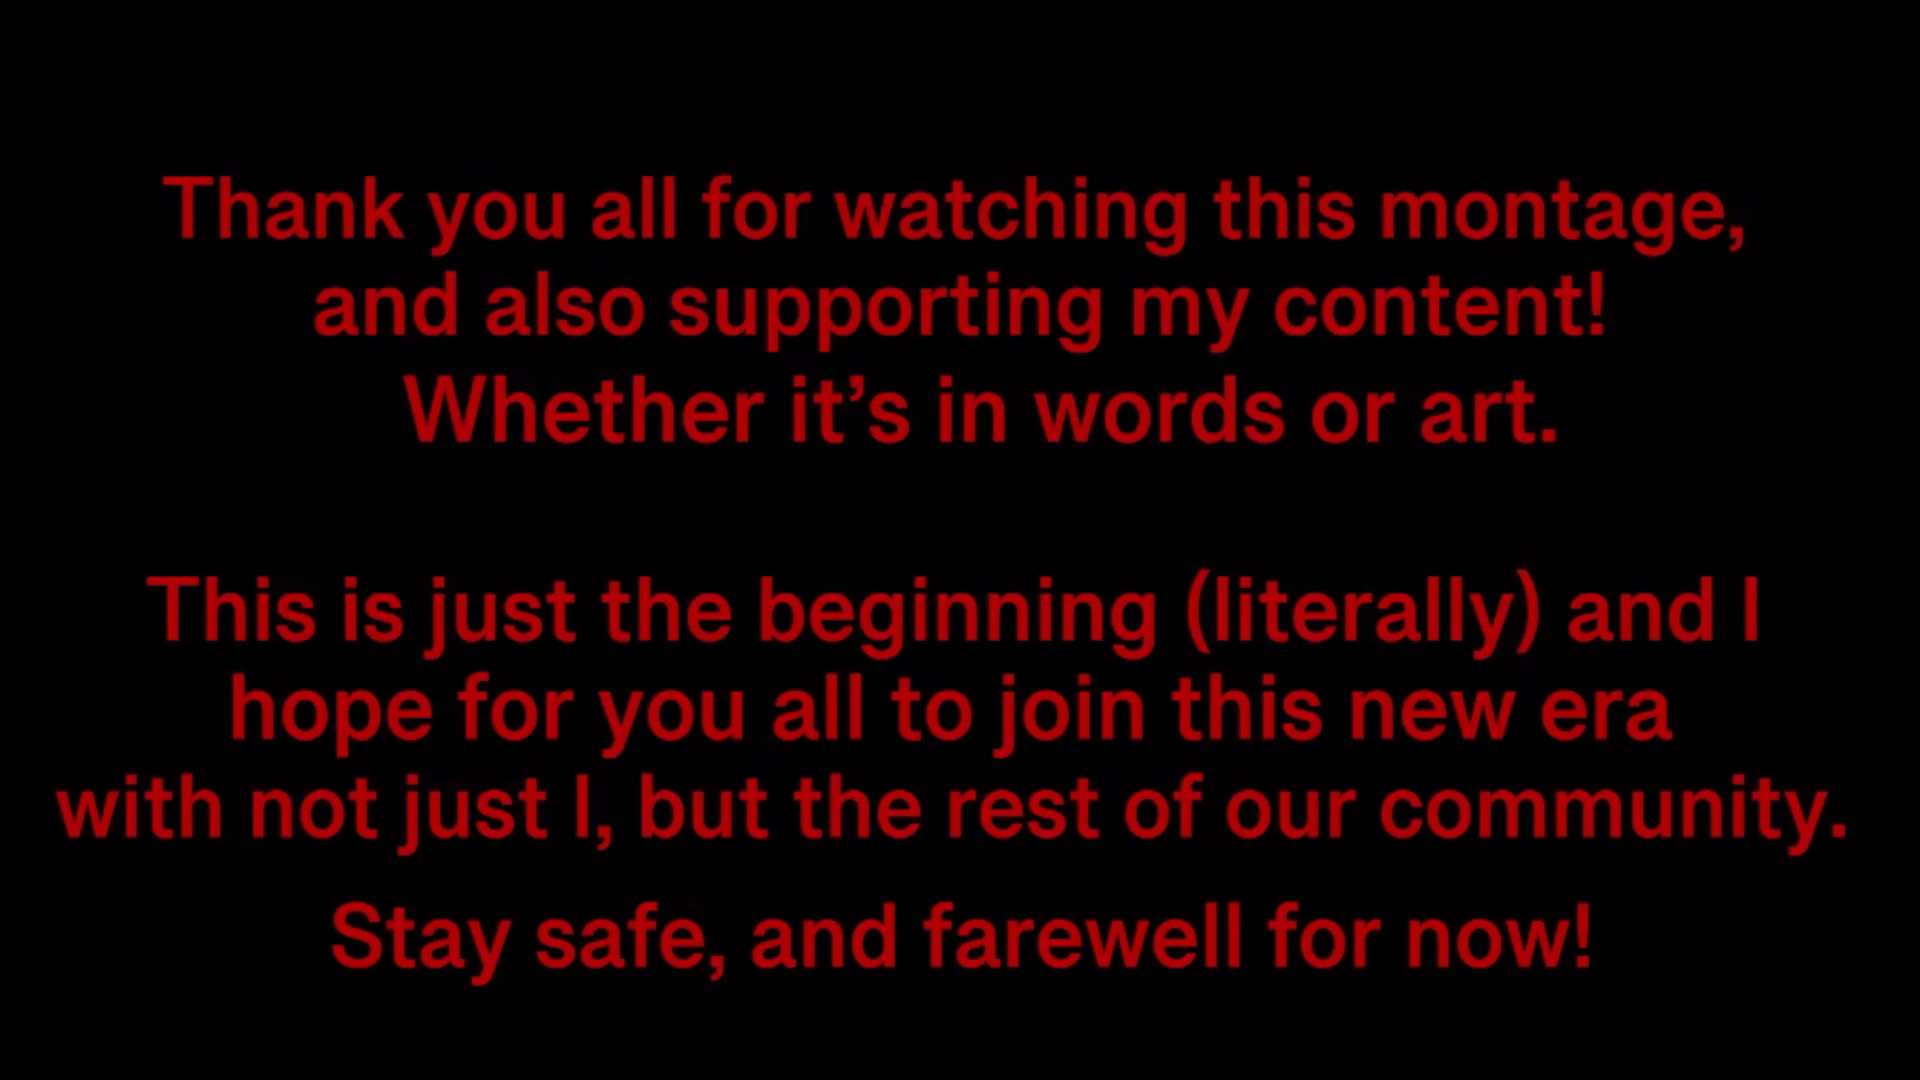 Thank you all for watching this montage,
and also supporting my content!
Whether it’s in words or art.
This is just the beginning (literally) and I
hope for you all to join this new era
with not just I, but the rest of our community.
Stay safe, and farewell for now!